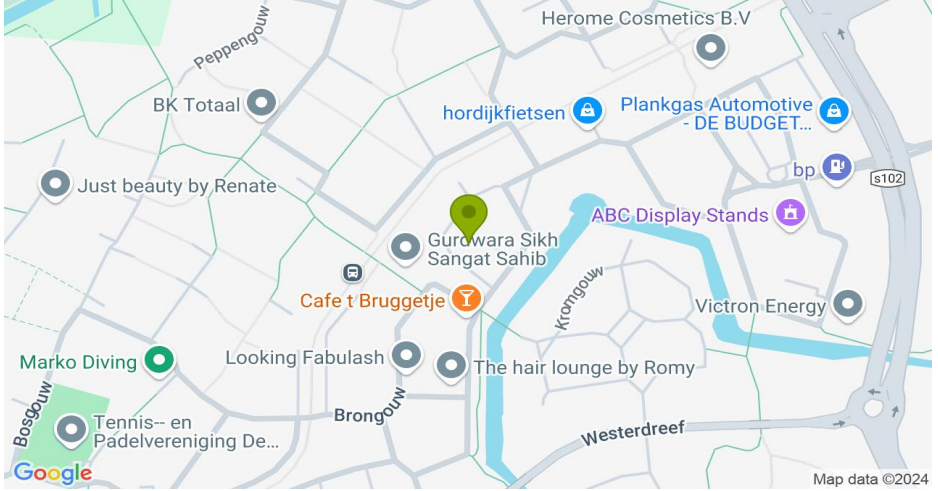 Herome Cosmetics B.V
Peppengouw
BK Totaal
hordijkfietsen
Plankgas Automotive
- DE BUDGET...
bp
s102
Just beauty by Renate
ABC Display Stands
Gurdwara Sikh
Sangat Sahib
Kromgouw
Cafe t Bruggetje
Victron Energy
Looking Fabulash
Marko Diving
The hair lounge by Romy
Bosgouw
Brongouw
Westerdreef
Tennis-- en
Padelvereniging De...
Google
Map data ©2024